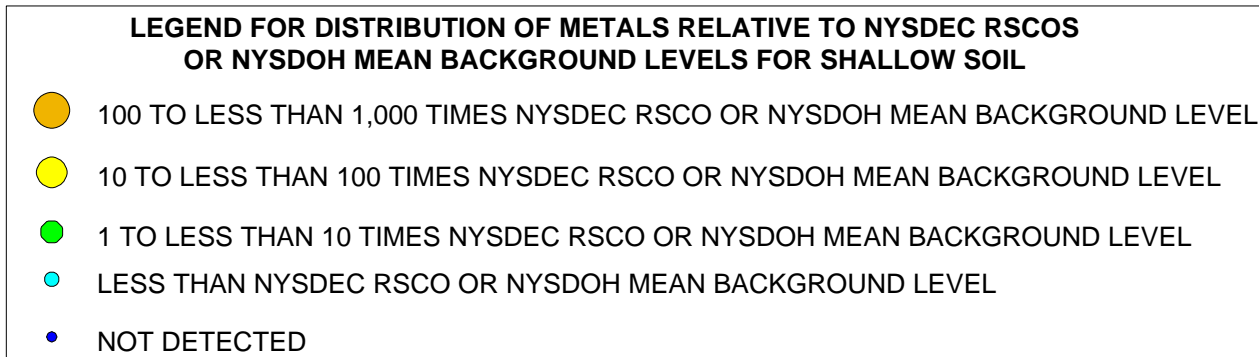 LEGEND FOR DISTRIBUTION OF METALS RELATIVE TO NYSDEC RSCOS
OR NYSDOH MEAN BACKGROUND LEVELS FOR SHALLOW SOIL
100 TO LESS THAN 1,000 TIMES NYSDEC RSCO OR NYSDOH MEAN BACKGROUND LEVEL
10 TO LESS THAN 100 TIMES NYSDEC RSCO OR NYSDOH MEAN BACKGROUND LEVEL
1 TO LESS THAN 10 TIMES NYSDEC RSCO OR NYSDOH MEAN BACKGROUND LEVEL
LESS THAN NYSDEC RSCO OR NYSDOH MEAN BACKGROUND LEVEL
NOT DETECTED